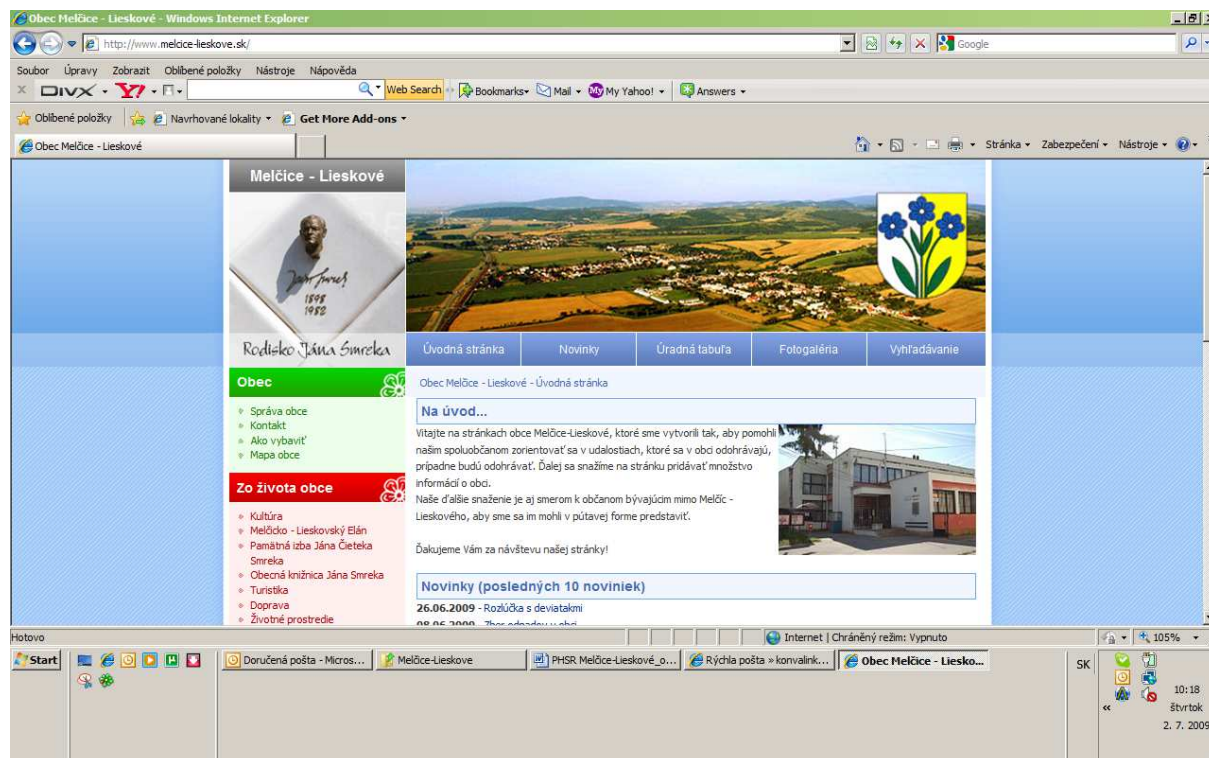 Obec Melčice - Lieskové - Windows Internet Explorer
http://www.melcice-lieskove.sk/
Google
Soubor Úpravy Zobrazit Oblíbené položky Nástroje Nápověda
DIVX Y! Web Search Bookmarks Mail My My Yahoo! Answers
Oblíbené položky Navrhované lokality Get More Add-ons
Obec Melčice - Lieskové
Stránka Zabezpečení Nástroje
Melčice - Lieskové
1898
1982
Rodisko Jána Smreka
Úvodná stránka Novinky Úradná tabuľa Fotogaléria Vyhľadávanie
Obec
Správa obce
Kontakt
Ako vybaviť
Mapa obce
Zo života obce
Kultúra
Melčicko - Lieskovský Elán
Pamätná izba Jána Čieteka
Smreka
Obecná knižnica Jána Smreka
Turistika
Doprava
Životné prostredie
Obec Melčice - Lieskové - Úvodná stránka
Na úvod...
Vitajte na stránkach obce Melčice-Lieskové, ktoré sme vytvorili tak, aby pomohli
našim spoluobčanom zorientovať sa v udalostiach, ktoré sa v obci odohrávajú,
prípadne budú odohrávať. Ďalej sa snažíme na stránku pridávať množstvo
informácií o obci.
Naše ďalšie snaženie je aj smerom k občanom bývajúcim mimo Melčíc -
Lieskového, aby sme sa im mohli v pútavej forme predstaviť.
Ďakujeme Vám za návštevu našej stránky!
Novinky (posledných 10 noviniek)
26.06.2009 - Rozlúčka s deviatakmi
08.06.2009 - Zber odpadov v obci
Hotovo
Internet | Chráněný režim: Vypnuto
105%
Start
Doručená pošta - Micros...
Melčice-Lieskove
PHSR Melčice-Lieskové_o...
Rýchla pošta » konvalink...
Obec Melčice - Liesko...
SK
10:18
štvrtok
2. 7. 2009